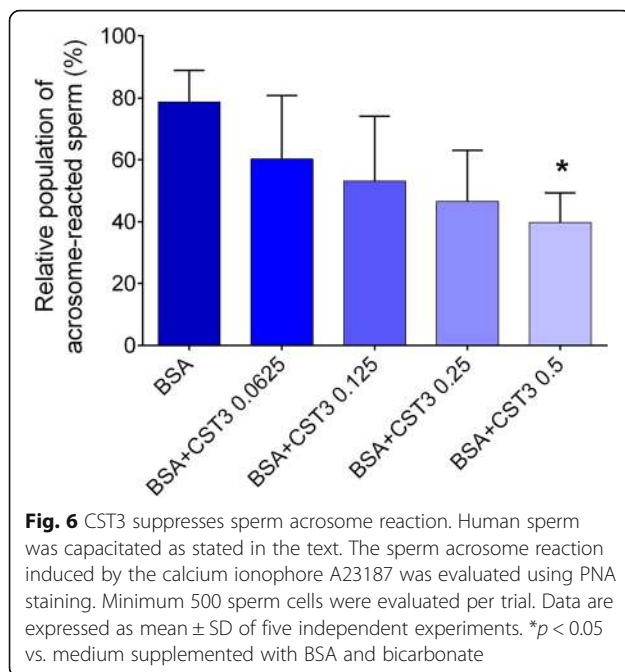 Relative population of
acrosome-reacted sperm (%)
100
80
60
40
20
0
*
BSA
BSA+CST3 0.0625
BSA+CST3 0.125
BSA+CST3 0.25
BSA+CST3 0.5
Fig. 6 CST3 suppresses sperm acrosome reaction. Human sperm
was capacitated as stated in the text. The sperm acrosome reaction
induced by the calcium ionophore A23187 was evaluated using PNA
staining. Minimum 500 sperm cells were evaluated per trial. Data are
expressed as mean ± SD of five independent experiments. *p < 0.05
vs. medium supplemented with BSA and bicarbonate